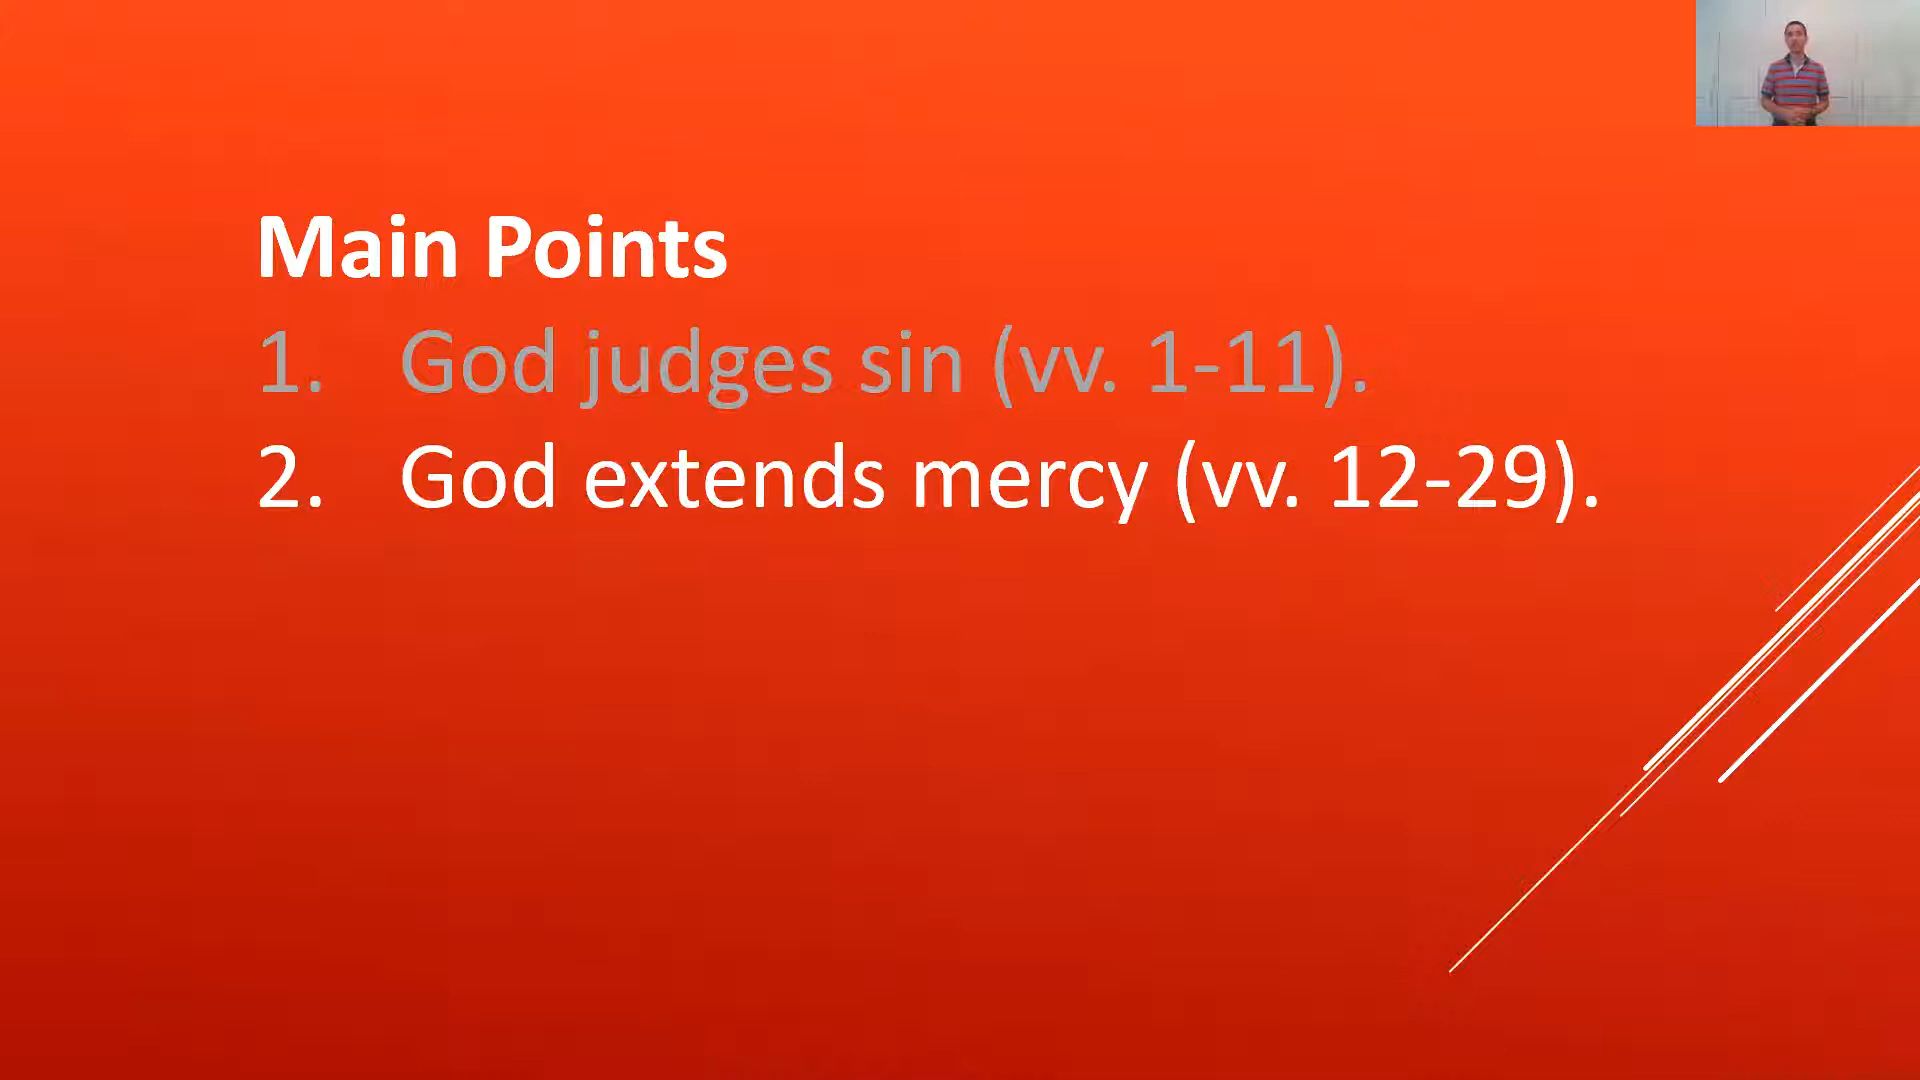 Main Points
1. God judges sin (vv. 1-11).
2. God extends mercy (vv. 12-29).